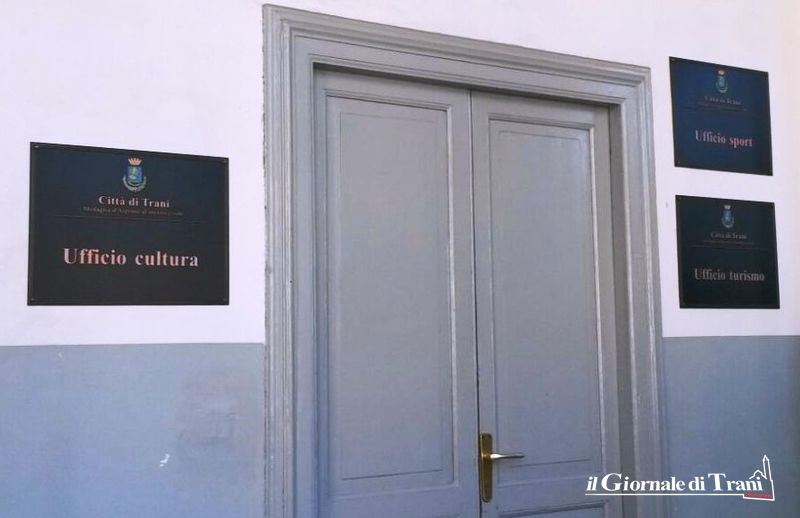 Città di Trani
Medaglia d'Argento al merito civile
Ufficio cultura
Città di Trani
Ufficio sport
Città di Trani
Ufficio turismo
il Giornale di Trani